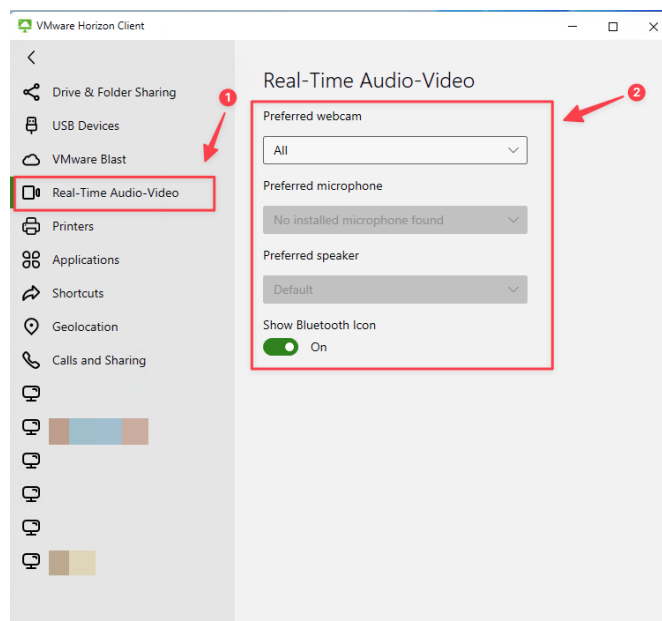 VMware Horizon Client
Drive & Folder Sharing
USB Devices
VMware Blast
Real-Time Audio-Video
Printers
Applications
Shortcuts
Geolocation
Calls and Sharing
1
Real-Time Audio-Video
2
Preferred webcam
All
Preferred microphone
No installed microphone found
Preferred speaker
Default
Show Bluetooth Icon
On